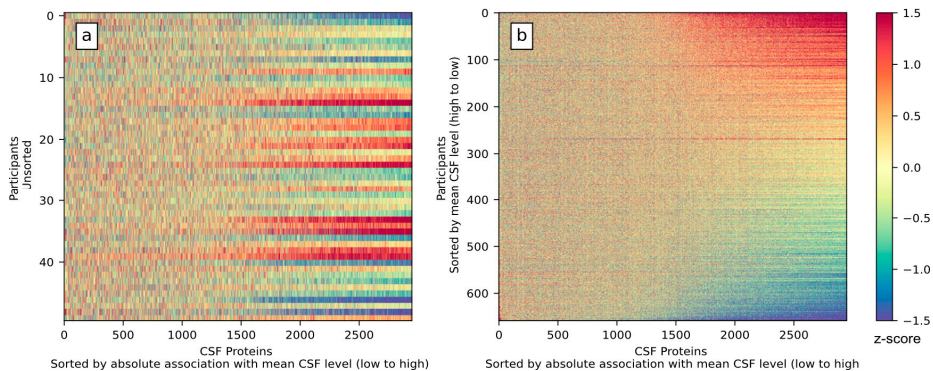 a
0
10
20
30
40
Participants
Unsorted
0
500
1000
1500
2000
2500
CSF Proteins
Sorted by absolute association with mean CSF level (low to high)
b
0
100
200
300
400
500
600
Participants
Sorted by mean CSF level (high to low)
0
500
1000
1500
2000
2500
CSF Proteins
Sorted by absolute association with mean CSF level (low to high
1.5
1.0
0.5
0.0
−0.5
−1.0
−1.5
z-score